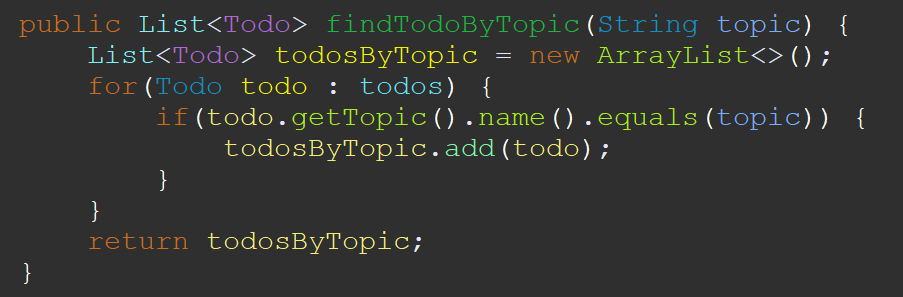 public List<Todo> findTodoByTopic(String topic) {
    List<Todo> todosByTopic = new ArrayList<>();
    for(Todo todo : todos) {
        if(todo.getTopic().name().equals(topic)) {
            todosByTopic.add(todo);
        }
    }
    return todosByTopic;
}